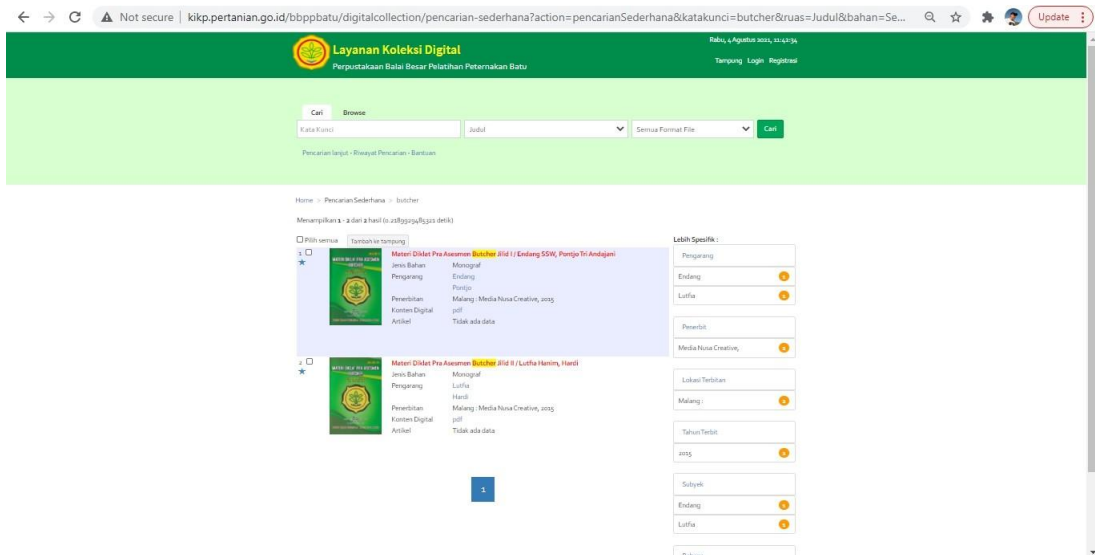 Not secure | kikp.pertanian.go.id/bbppbatu/digitalcollection/pencarian-sederhana?action=pencarianSederhana&katakunci=butcher&ruas=Judul&bahan=Se...
Update
Layanan Koleksi Digital
Perpustakaan Balai Besar Pelatihan Peternakan Batu
Rabu, 4 Agustus 2021, 11:42:34
Tampung Login Registrasi
Cari Browse
Kata Kunci Judul Semua Format File Cari
Pencarian lanjut - Riwayat Pencarian - Bantuan
Home > Pencarian Sederhana > butcher
Menampilkan 1 - 2 dari 2 hasil
Pilih semua Tambah ke tampung
1
Materi Diklat Pra Asesmen Butcher Jilid I / Endang SSW, Pontjo Tri Andajani
Jenis Bahan Monograf
Pengarang Endang
Pontjo
Penerbitan Malang : Media Nusa Creative, 2015
Konten Digital pdf
Artikel Tidak ada data
2
Materi Diklat Pra Asesmen Butcher Jilid II / Lutfia Hanim, Hardi
Jenis Bahan Monograf
Pengarang Lutfia
Hardi
Penerbitan Malang : Media Nusa Creative, 2015
Konten Digital pdf
Artikel Tidak ada data
1
Lebih Spesifik :
Pengarang
Endang
Lutfia
Penerbit
Media Nusa Creative,
Lokasi Terbitan
Malang :
Tahun Terbit
2015
Subyek
Endang
Lutfia